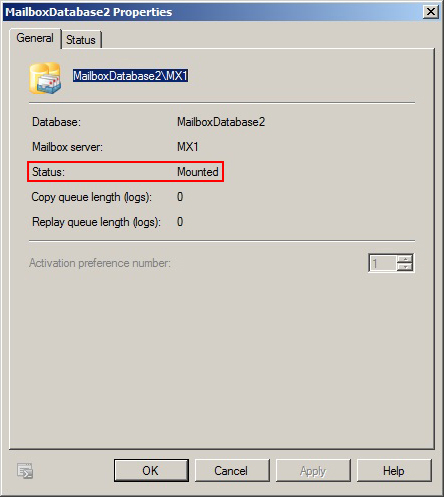 MailboxDatabase2 Properties
General Status
MailboxDatabase2\MX1
Database: MailboxDatabase2
Mailbox server: MX1
Status: Mounted
Copy queue length (logs): 0
Replay queue length (logs): 0
Activation preference number: 1
OK Cancel Apply Help